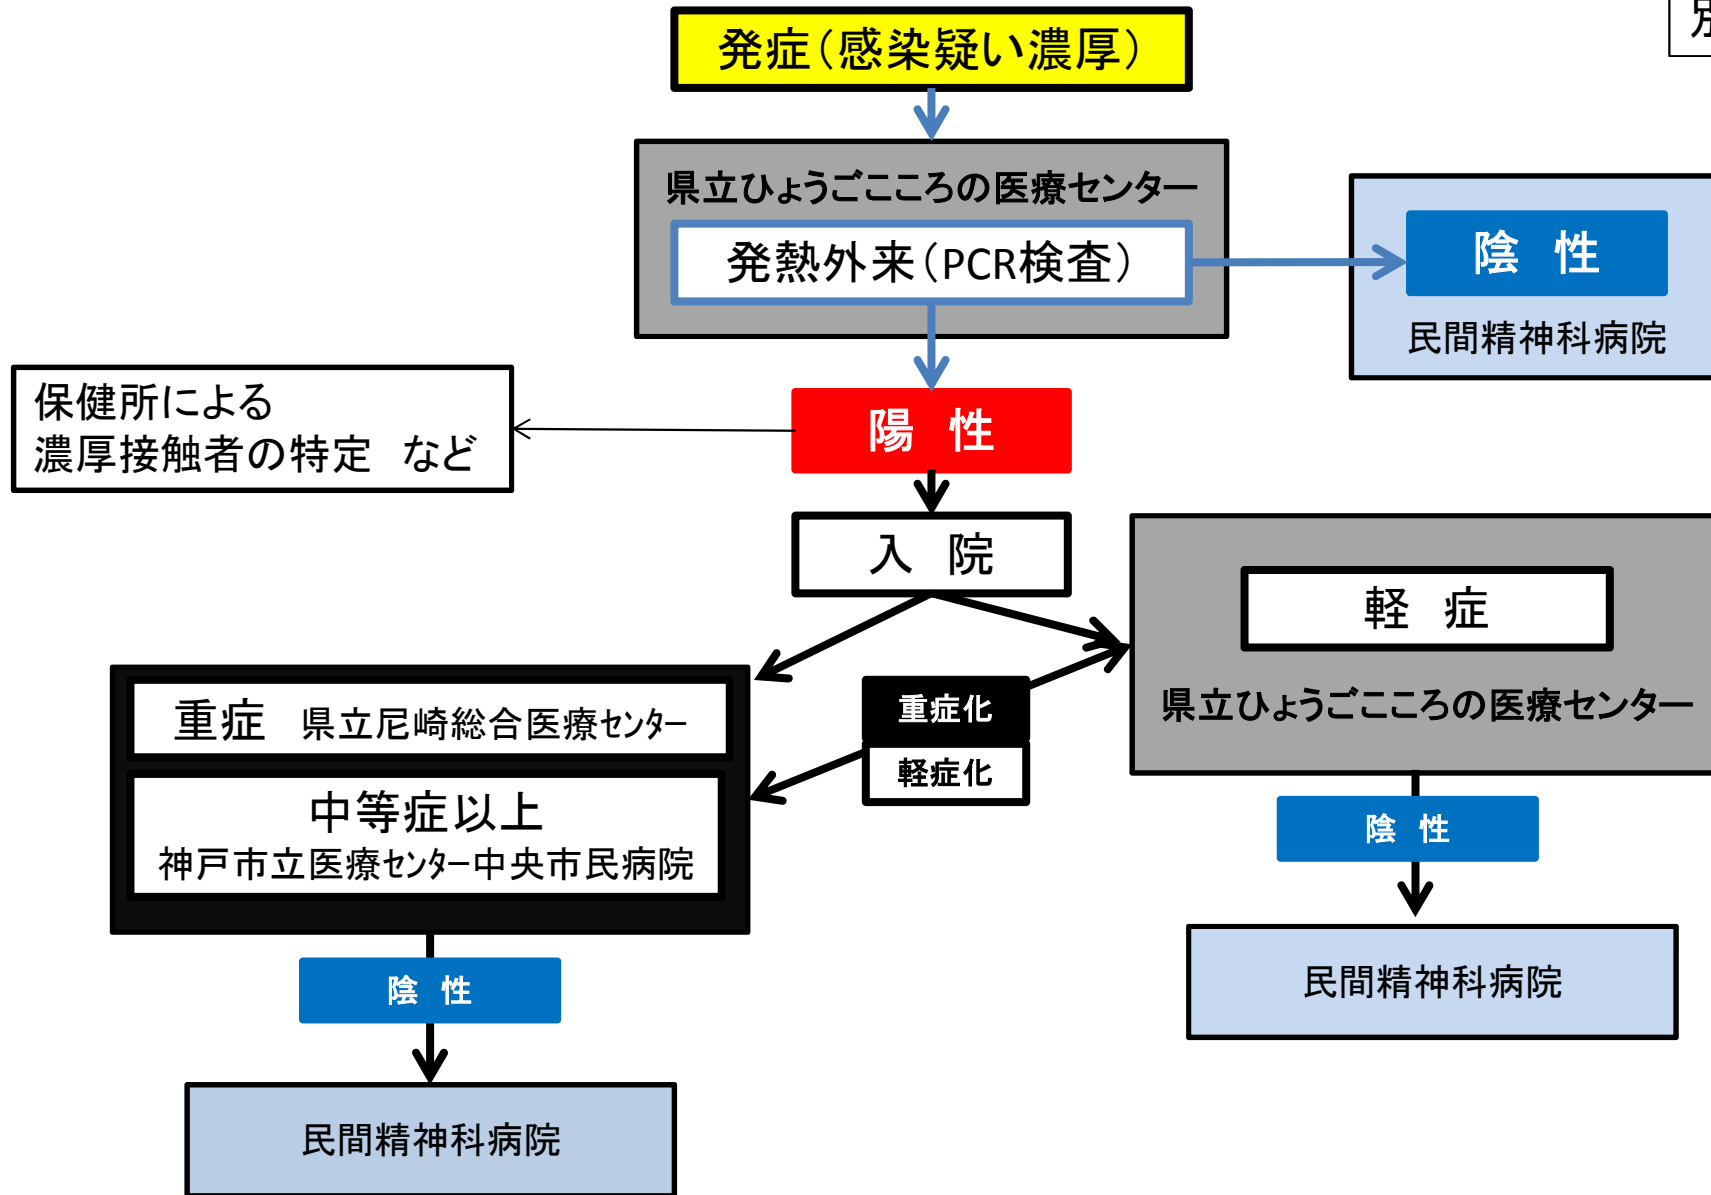 発症（感染疑い濃厚）
県立ひょうごこころの医療センター
発熱外来（PCR検査）
陰　性
民間精神科病院
保健所による
濃厚接触者の特定　など
陽　性
入　院
軽　症
県立ひょうごこころの医療センター
重症　県立尼崎総合医療ｾﾝﾀｰ
重症化
軽症化
中等症以上
神戸市立医療ｾﾝﾀｰ中央市民病院
陰　性
民間精神科病院
陰　性
民間精神科病院